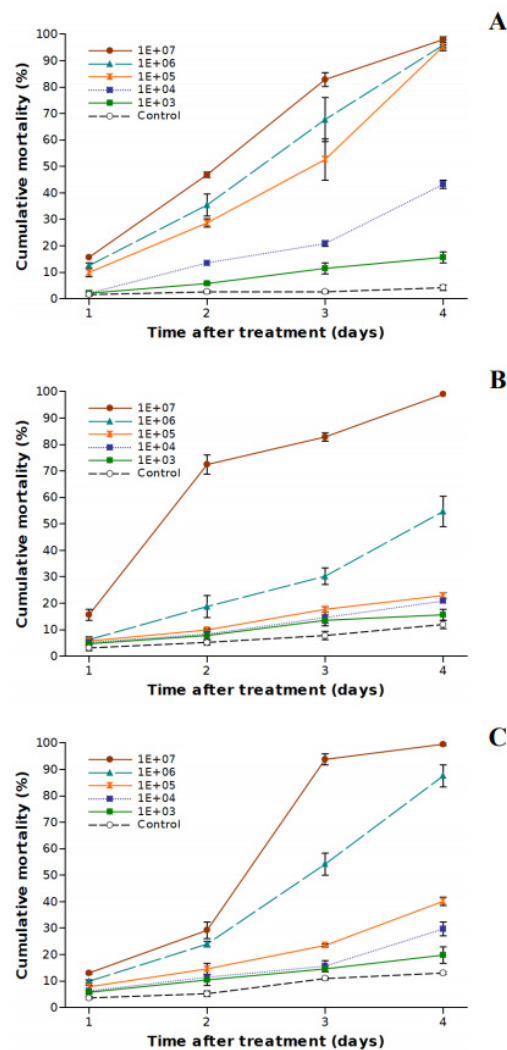 A
100
90
80
70
60
50
40
30
20
10
0
Cumulative mortality (%)
1E+07
1E+06
1E+05
1E+04
1E+03
Control
1 2 3 4
Time after treatment (days)
B
100
90
80
70
60
50
40
30
20
10
0
Cumulative mortality (%)
1E+07
1E+06
1E+05
1E+04
1E+03
Control
1 2 3 4
Time after treatment (days)
C
100
90
80
70
60
50
40
30
20
10
0
Cumulative mortality (%)
1E+07
1E+06
1E+05
1E+04
1E+03
Control
1 2 3 4
Time after treatment (days)